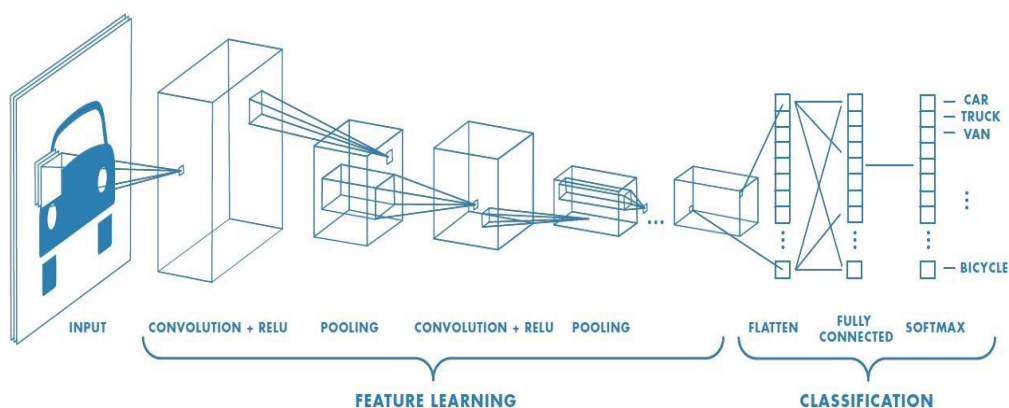 CAR
TRUCK
VAN
BICYCLE
INPUT
CONVOLUTION + RELU
POOLING
CONVOLUTION + RELU
POOLING
FLATTEN
FULLY
CONNECTED
SOFTMAX
FEATURE LEARNING
CLASSIFICATION